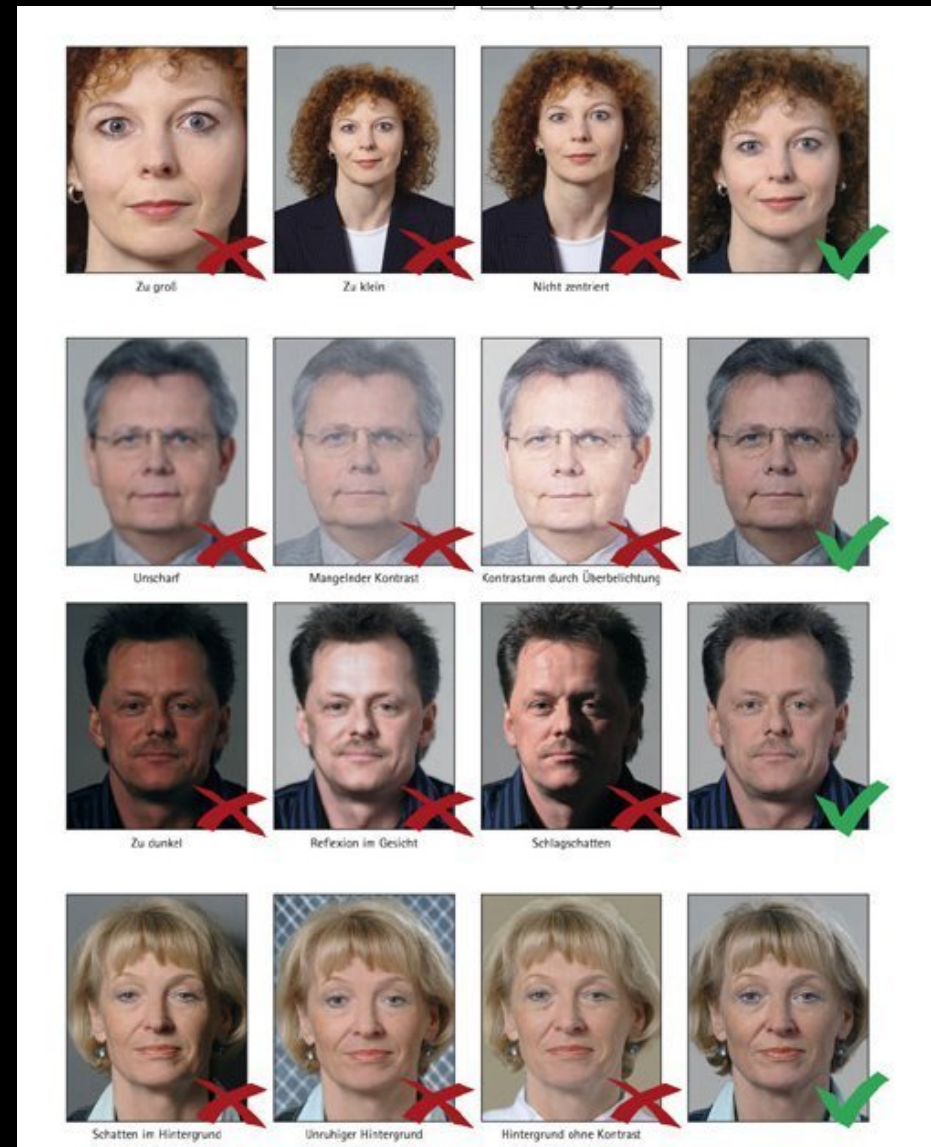 Zu groß
Zu klein
Nicht zentriert
Unscharf
Mangelnder Kontrast
Kontrastarm durch Überbelichtung
Zu dunkel
Reflexion im Gesicht
Schlagschatten
Schatten im Hintergrund
Unruhiger Hintergrund
Hintergrund ohne Kontrast